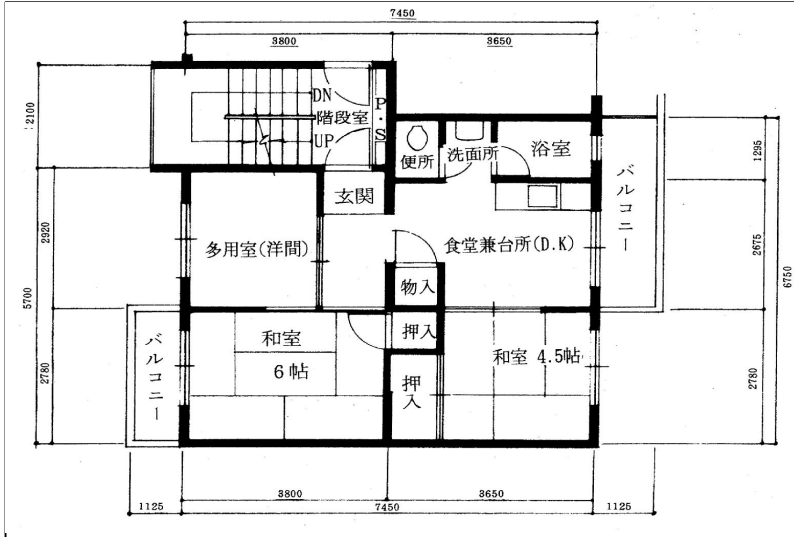 7450
3800
3650
DN
階段室
UP
P・S
2100
便所
洗面所
浴室
1295
バルコニー
玄関
2920
多用室(洋間)
食堂兼台所(D.K)
2675
物入
5700
6750
バルコニー
和室
6帖
押入
押入
和室 4.5帖
2780
2780
3800
3650
1125
7450
1125